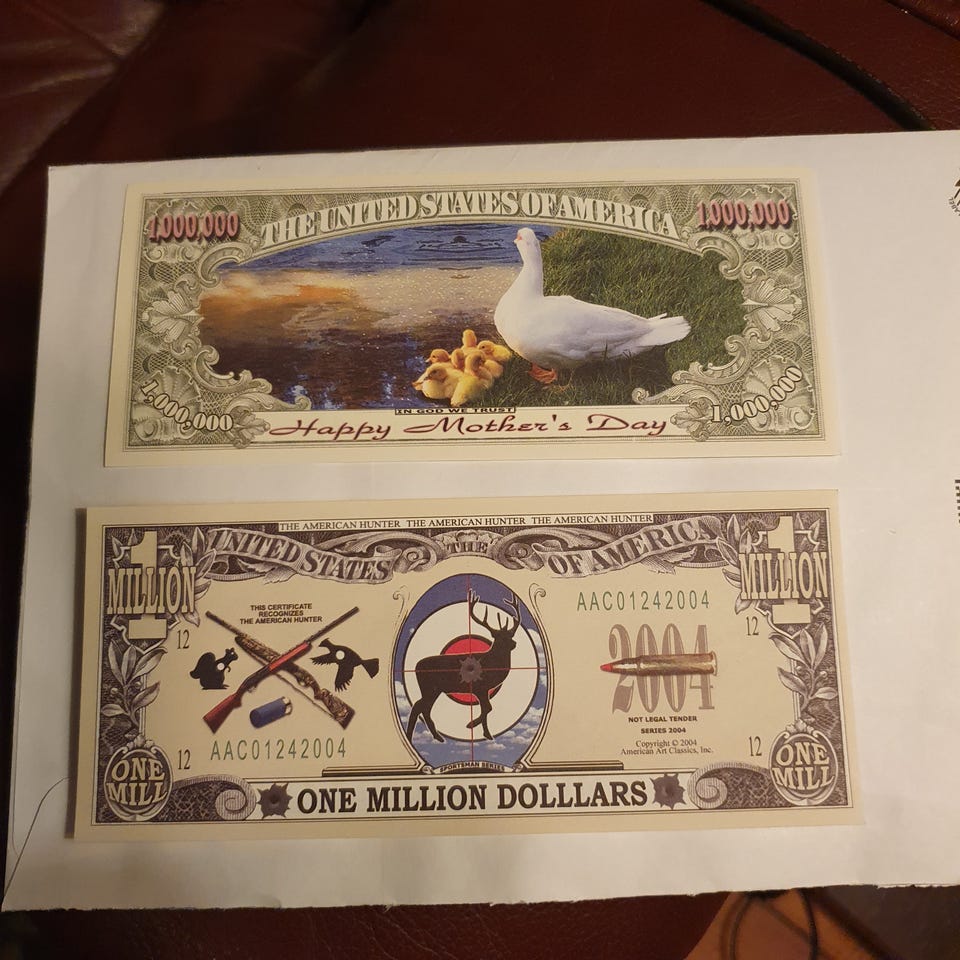 1,000,000
THE UNITED STATES OF AMERICA
1,000,000
1,000,000
IN GOD WE TRUST
1,000,000
Happy Mother's Day
THE AMERICAN HUNTER THE AMERICAN HUNTER THE AMERICAN HUNTER
1
MILLION
UNITED STATES
THE
OF AMERICA
1
MILLION
THIS CERTIFICATE
RECOGNIZES
THE AMERICAN HUNTER
AAC01242004
12
12
2004
NOT LEGAL TENDER
SERIES 2004
Copyright © 2004
American Art Classics, Inc.
AAC01242004
12
12
ONE
MILL
SPORTSMAN SERIES
ONE
MILL
ONE MILLION DOLLLARS